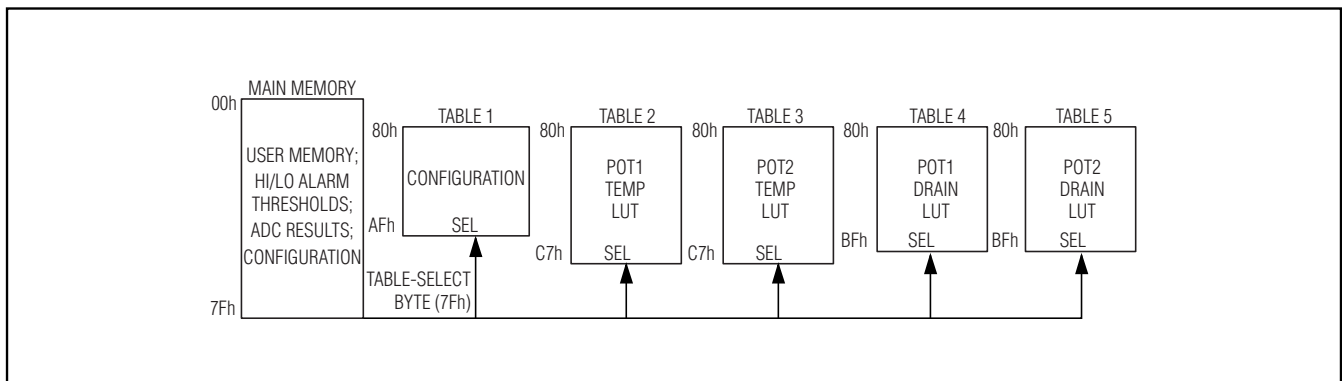 MAIN MEMORY
00h
USER MEMORY;
HI/LO ALARM
THRESHOLDS;
ADC RESULTS;
CONFIGURATION
7Fh
TABLE-SELECT
BYTE (7Fh)
TABLE 1
80h
CONFIGURATION
AFh
SEL
TABLE 2
80h
POT1
TEMP
LUT
C7h
SEL
TABLE 3
80h
POT2
TEMP
LUT
C7h
SEL
TABLE 4
80h
POT1
DRAIN
LUT
BFh
SEL
TABLE 5
80h
POT2
DRAIN
LUT
BFh
SEL